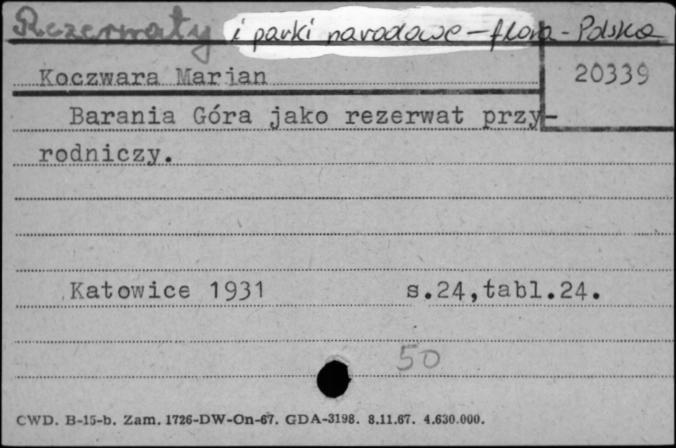 Rezerwaty i parki narodowe - flora - Polska
Koczwara Marian
20339
Barania Góra jako rezerwat przy-
rodniczy.
Katowice 1931 s.24,tabl.24.
50
CWD. B-15-b. Zam. 1726-DW-On-67. GDA-3198. 8.11.67. 4.630.000.